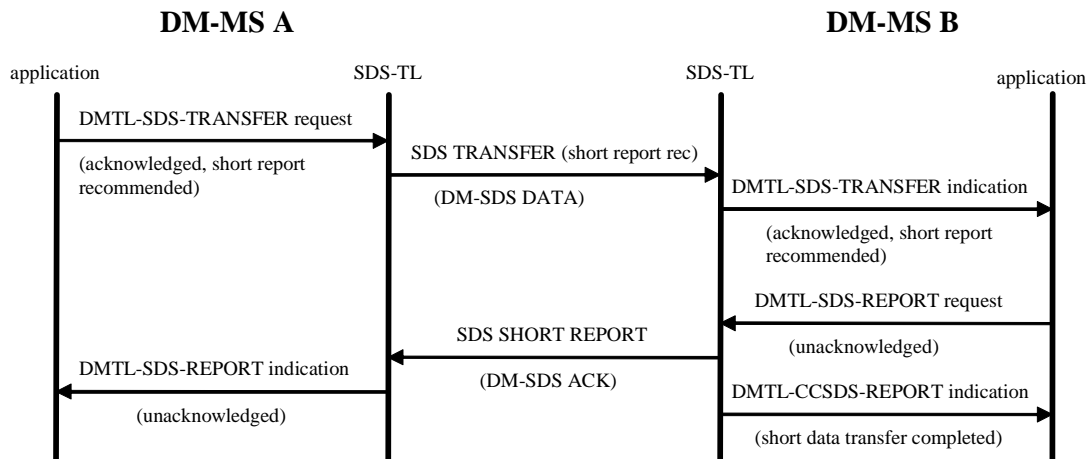 DM-MS A
DM-MS B
application
SDS-TL
SDS-TL
application
DMTL-SDS-TRANSFER request
(acknowledged, short report
recommended)
SDS TRANSFER (short report rec)
(DM-SDS DATA)
DMTL-SDS-TRANSFER indication
(acknowledged, short report
recommended)
DMTL-SDS-REPORT request
(unacknowledged)
SDS SHORT REPORT
(DM-SDS ACK)
DMTL-SDS-REPORT indication
(unacknowledged)
DMTL-CCSDS-REPORT indication
(short data transfer completed)